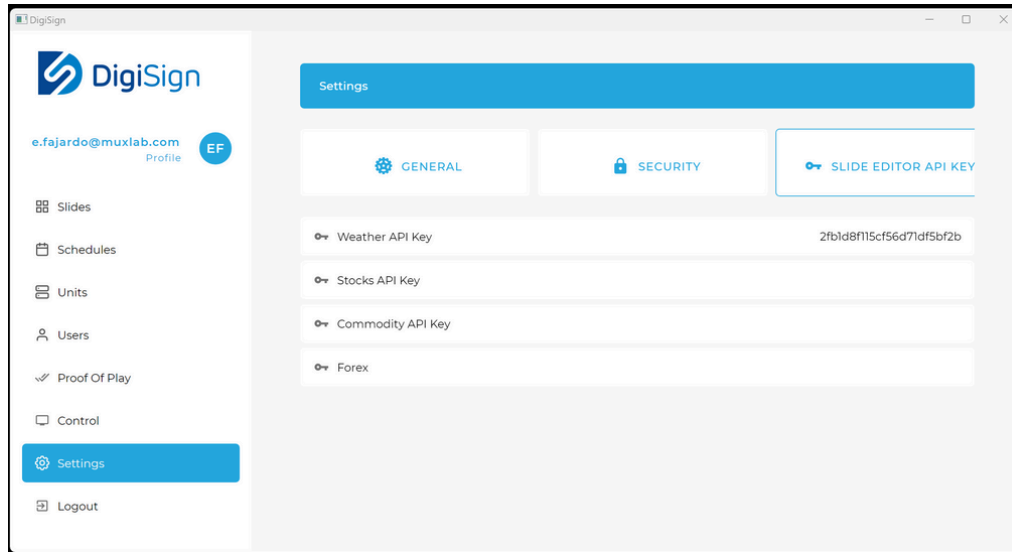 DigiSign
DigiSign
e.fajardo@muxlab.com
Profile
EF
Slides
Schedules
Units
Users
Proof Of Play
Control
Settings
Logout
Settings
GENERAL
SECURITY
SLIDE EDITOR API KEY
Weather API Key
2fb1d8f115cf56d71df5bf2b
Stocks API Key
Commodity API Key
Forex